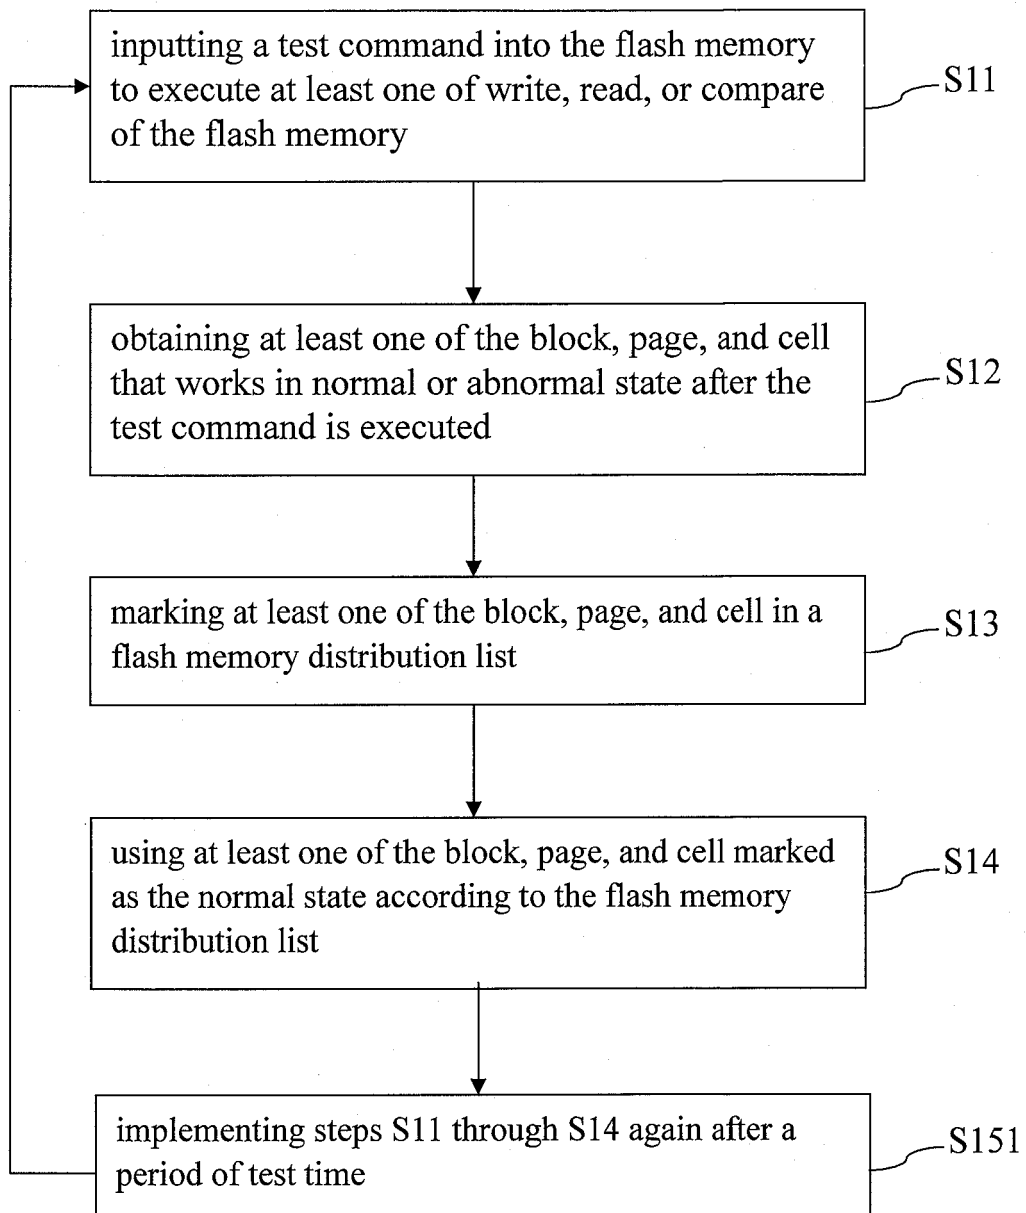 inputting a test command into the flash memory
to execute at least one of write, read, or compare
of the flash memory
S11
obtaining at least one of the block, page, and cell
that works in normal or abnormal state after the
test command is executed
S12
marking at least one of the block, page, and cell in a
flash memory distribution list
S13
using at least one of the block, page, and cell marked
as the normal state according to the flash memory
distribution list
S14
implementing steps S11 through S14 again after a
period of test time
S151